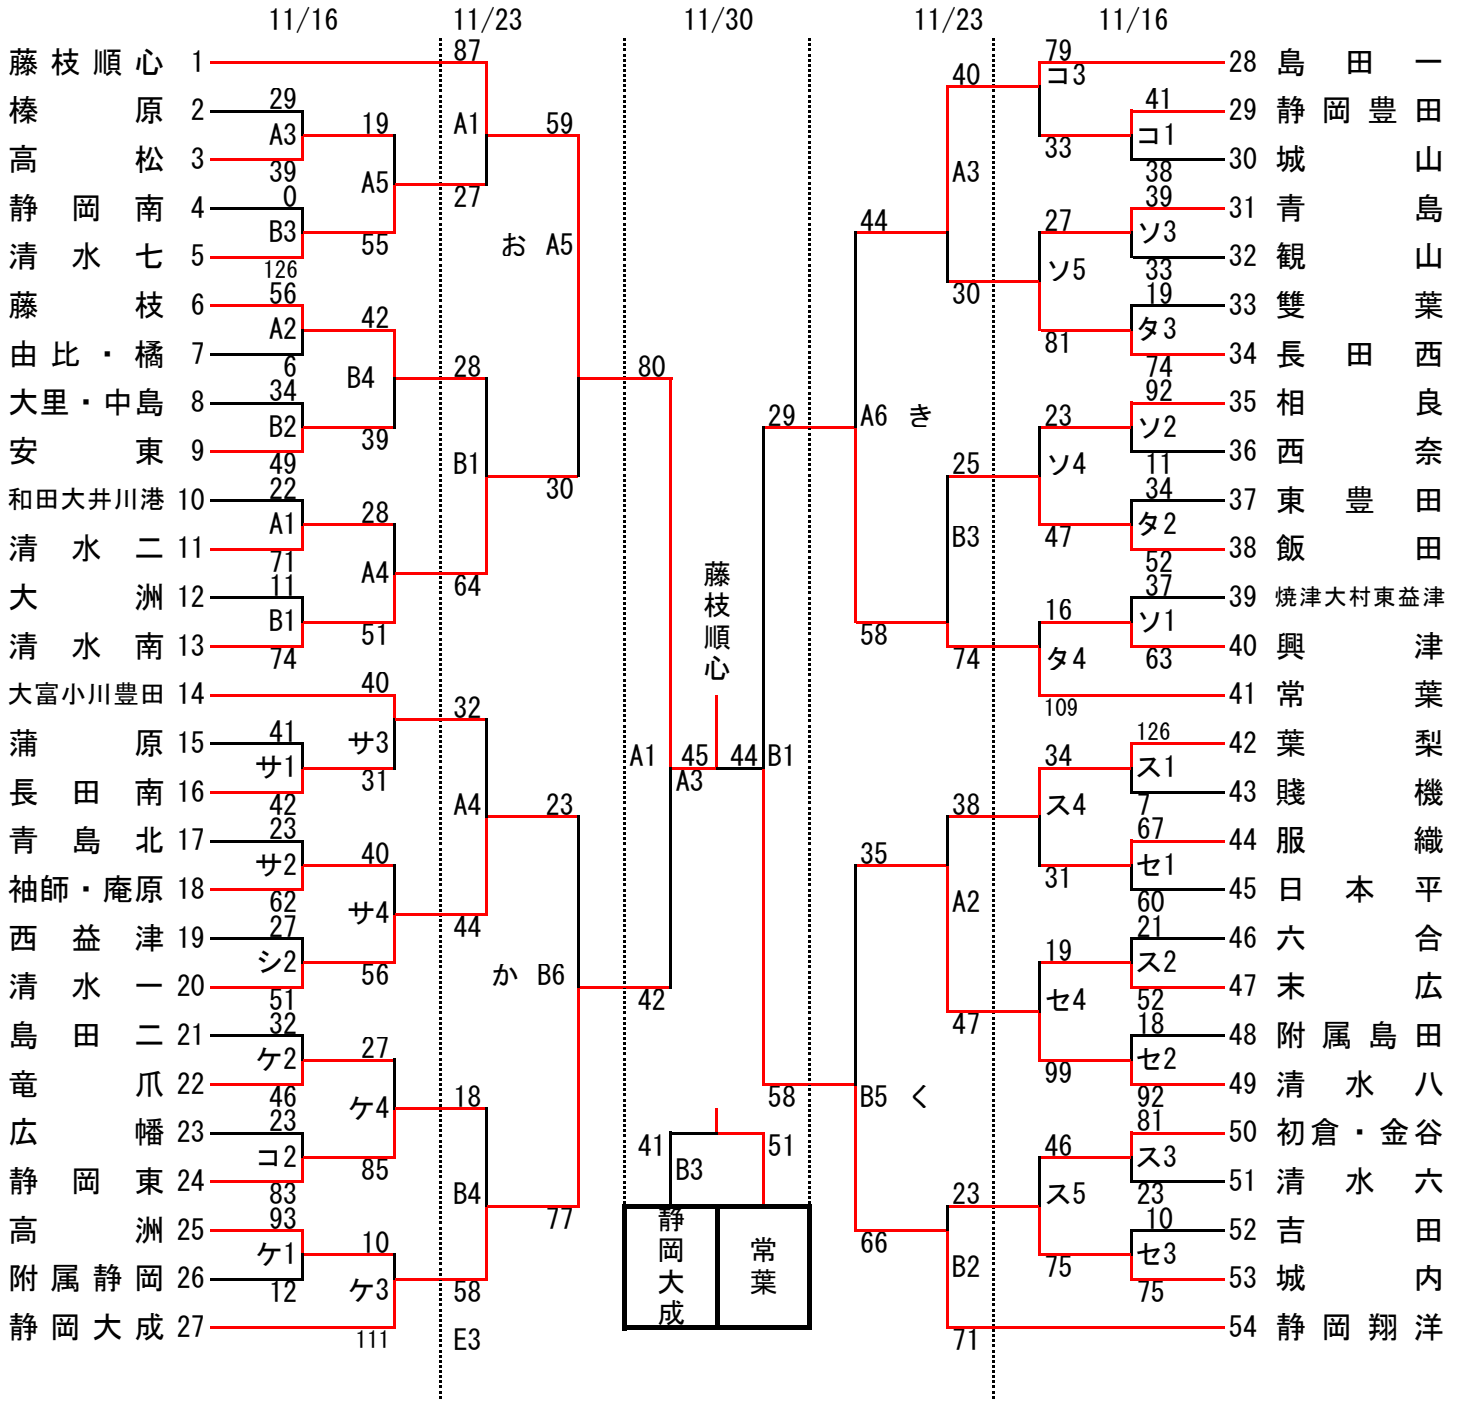 11/16 11/23 11/30 11/23 11/16
藤枝順心 1
榛原 2
高松 3
静岡南 4
清水七 5
藤枝 6
由比・橘 7
大里・中島 8
安東 9
和田大井川港 10
清水二 11
大洲 12
清水南 13
大富小川豊田 14
蒲原 15
長田南 16
青島北 17
袖師・庵原 18
西益津 19
清水一 20
島田二 21
竜爪 22
広幡 23
静岡東 24
高洲 25
附属静岡 26
静岡大成 27
29
A3
39
0
B3
126
56
A2
6
34
B2
49
22
A1
71
11
B1
74
41
サ1
42
23
サ2
62
27
シ2
51
32
ケ2
46
23
コ2
83
93
ケ1
12
19
A5
55
42
B4
39
28
A4
51
40
サ3
31
40
サ4
56
27
ケ4
85
10
ケ3
111
87
A1
27
28
B1
64
32
A4
44
18
B4
58
E3
59
お A5
30
23
か B6
77
80
A1
42
藤枝順心
45 44
A3
29
B1
58
41 51
B3
静岡大成
常葉
44
A6 き
58
35
B5 く
66
40
A3
30
25
B3
74
38
A2
47
23
B2
71
79
コ3
33
27
ソ5
81
23
ソ4
47
16
タ4
109
34
ス4
31
19
セ4
99
46
ス5
75
41
コ1
38
39
ソ3
33
19
タ3
74
92
ソ2
11
34
タ2
52
37
ソ1
63
126
ス1
7
67
セ1
60
21
ス2
52
18
セ2
92
81
ス3
23
10
セ3
75
28 島田一
29 静岡豊田
30 城山
31 青島
32 観山
33 雙葉
34 長田西
35 相良
36 西奈
37 東豊田
38 飯田
39 焼津大村東益津
40 興津
41 常葉
42 葉梨
43 賤機
44 服織
45 日本平
46 六合
47 末広
48 附属島田
49 清水八
50 初倉・金谷
51 清水六
52 吉田
53 城内
54 静岡翔洋